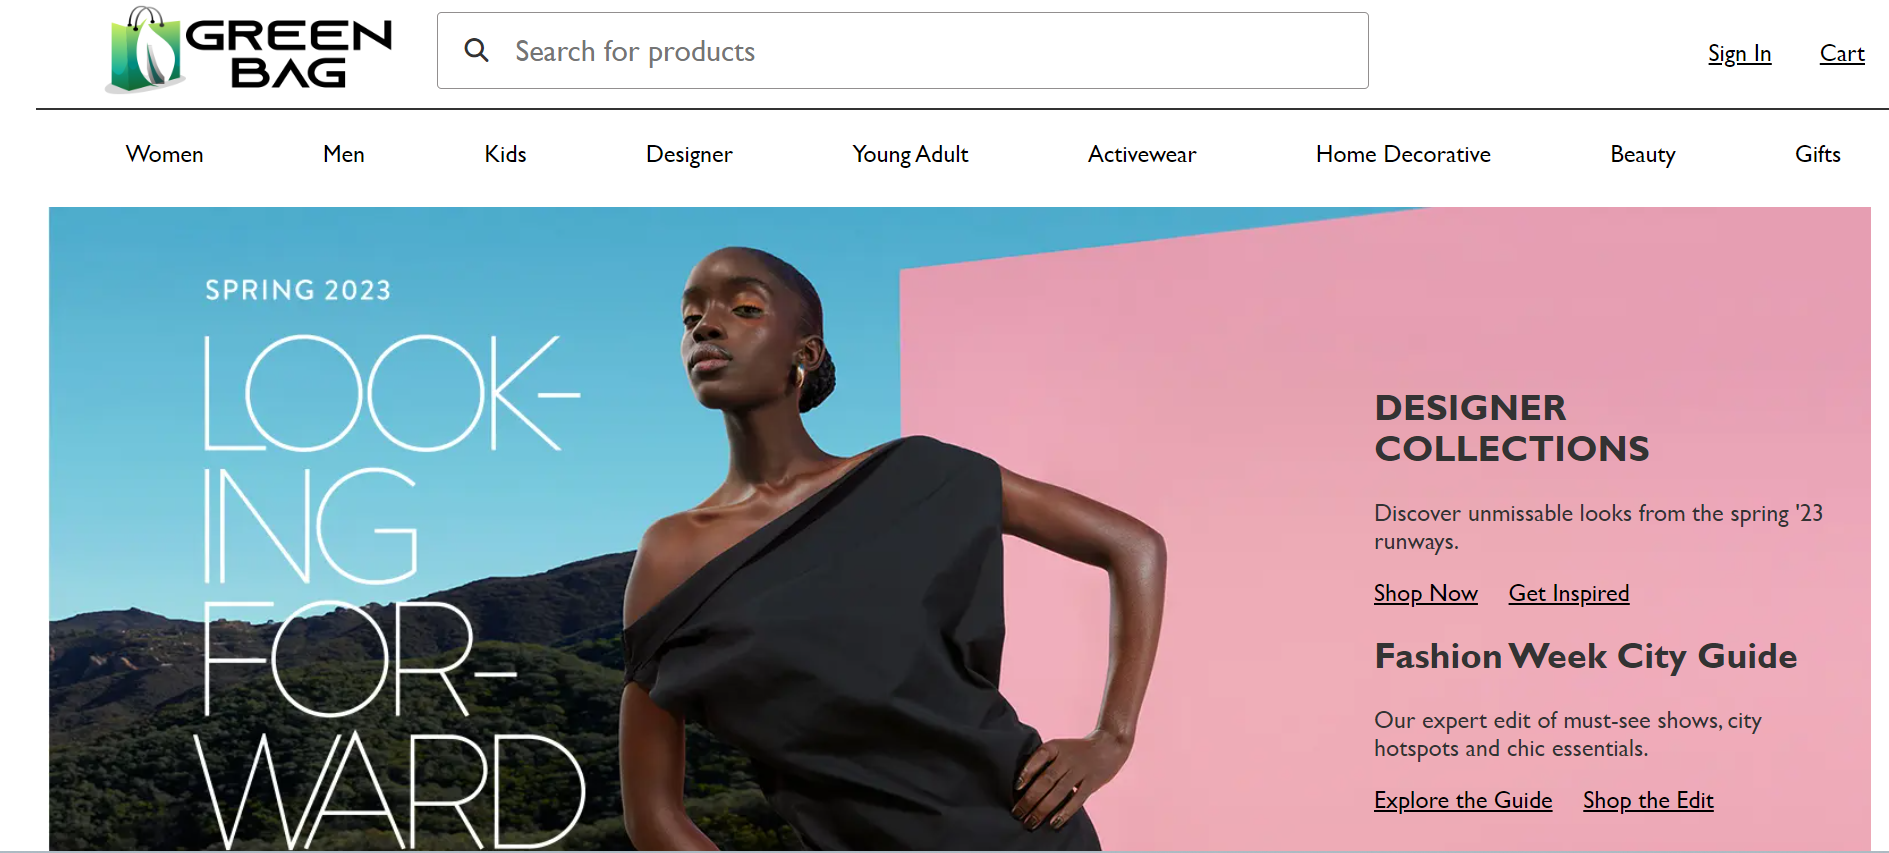 GREEN
BAG
Search for products
Sign In
Cart
Women
Men
Kids
Designer
Young Adult
Activewear
Home Decorative
Beauty
Gifts
SPRING 2023
LOOK-
ING
FOR-
WARD
DESIGNER
COLLECTIONS
Discover unmissable looks from the spring '23
runways.
Shop Now
Get Inspired
Fashion Week City Guide
Our expert edit of must-see shows, city
hotspots and chic essentials.
Explore the Guide
Shop the Edit